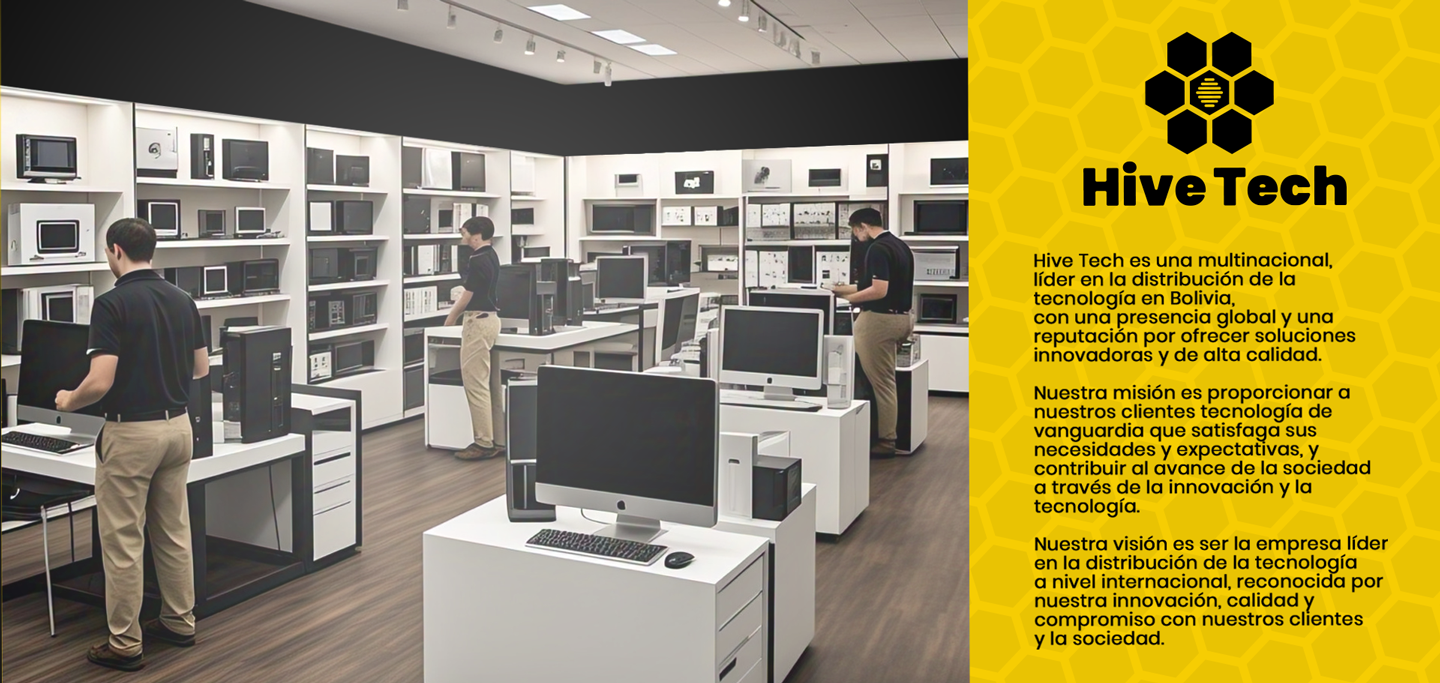 Hive Tech
Hive Tech es una multinacional,
líder en la distribución de la
tecnología en Bolivia,
con una presencia global y una
reputación por ofrecer soluciones
innovadoras y de alta calidad.
Nuestra misión es proporcionar a
nuestros clientes tecnología de
vanguardia que satisfaga sus
necesidades y expectativas, y
contribuir al avance de la sociedad
a través de la innovación y la
tecnología.
Nuestra visión es ser la empresa líder
en la distribución de la tecnología
a nivel internacional, reconocida por
nuestra innovación, calidad y
compromiso con nuestros clientes
y la sociedad.